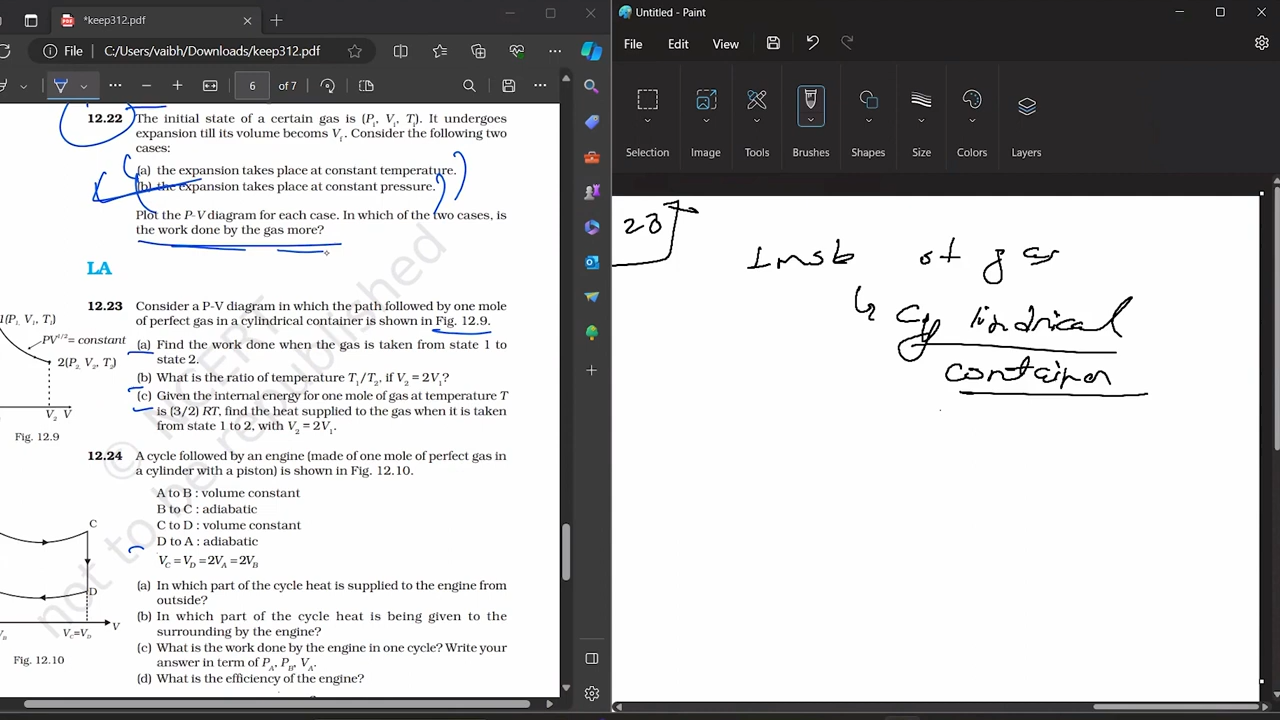 *keep312.pdf
File
C:/Users/vaibh/Downloads/keep312.pdf
6 of 7
12.22 The initial state of a certain gas is (Pi, Vi, Ti). It undergoes
expansion till its volume becoms Vf. Consider the following two
cases:
(a) the expansion takes place at constant temperature.
(b) the expansion takes place at constant pressure.
Plot the P-V diagram for each case. In which of the two cases, is
the work done by the gas more?
LA
12.23 Consider a P-V diagram in which the path followed by one mole
of perfect gas in a cylindrical container is shown in Fig. 12.9.
(a) Find the work done when the gas is taken from state 1 to
state 2.
(b) What is the ratio of temperature T1/T2, if V2 = 2V1?
(c) Given the internal energy for one mole of gas at temperature T
is (3/2) RT, find the heat supplied to the gas when it is taken
from state 1 to 2, with V2 = 2V1.
1(P1, V1, T1)
PV^1/2 = constant
2(P2, V2, T2)
V2 V
Fig. 12.9
12.24 A cycle followed by an engine (made of one mole of perfect gas in
a cylinder with a piston) is shown in Fig. 12.10.
A to B : volume constant
B to C : adiabatic
C to D : volume constant
D to A : adiabatic
VC = VD = 2VA = 2VB
(a) In which part of the cycle heat is supplied to the engine from
outside?
(b) In which part of the cycle heat is being given to the
surrounding by the engine?
(c) What is the work done by the engine in one cycle? Write your
answer in term of PA, PB, VA.
(d) What is the efficiency of the engine?
C
D
VB
VC=VD
V
Fig. 12.10
© NCERT
not to be republished
Untitled - Paint
File Edit View
Selection Image Tools Brushes Shapes Size Colors Layers
23
of gas
Cylindrical
container